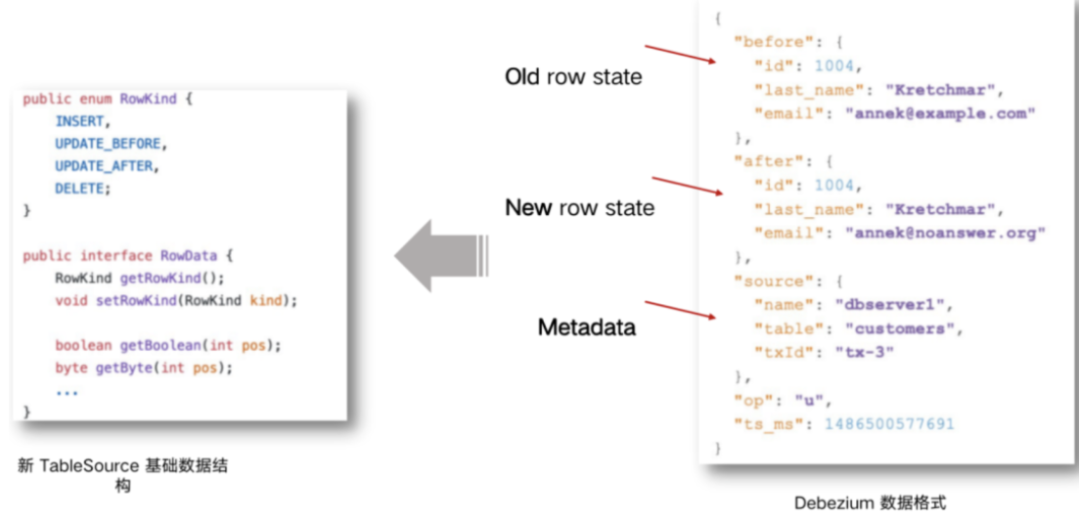 public enum RowKind {
INSERT,
UPDATE_BEFORE,
UPDATE_AFTER,
DELETE;
}
public interface RowData {
RowKind getRowKind();
void setRowKind(RowKind kind);
boolean getBoolean(int pos);
byte getByte(int pos);
...
}
新 TableSource 基础数据结
构
Old row state
New row state
Metadata
{
"before": {
"id": 1004,
"last_name": "Kretchmar",
"email": "annek@example.com"
},
"after": {
"id": 1004,
"last_name": "Kretchmar",
"email": "annek@noanswer.org"
},
"source": {
"name": "dbserver1",
"table": "customers",
"txId": "tx-3"
},
"op": "u",
"ts_ms": 1486500577691
}
Debezium 数据格式